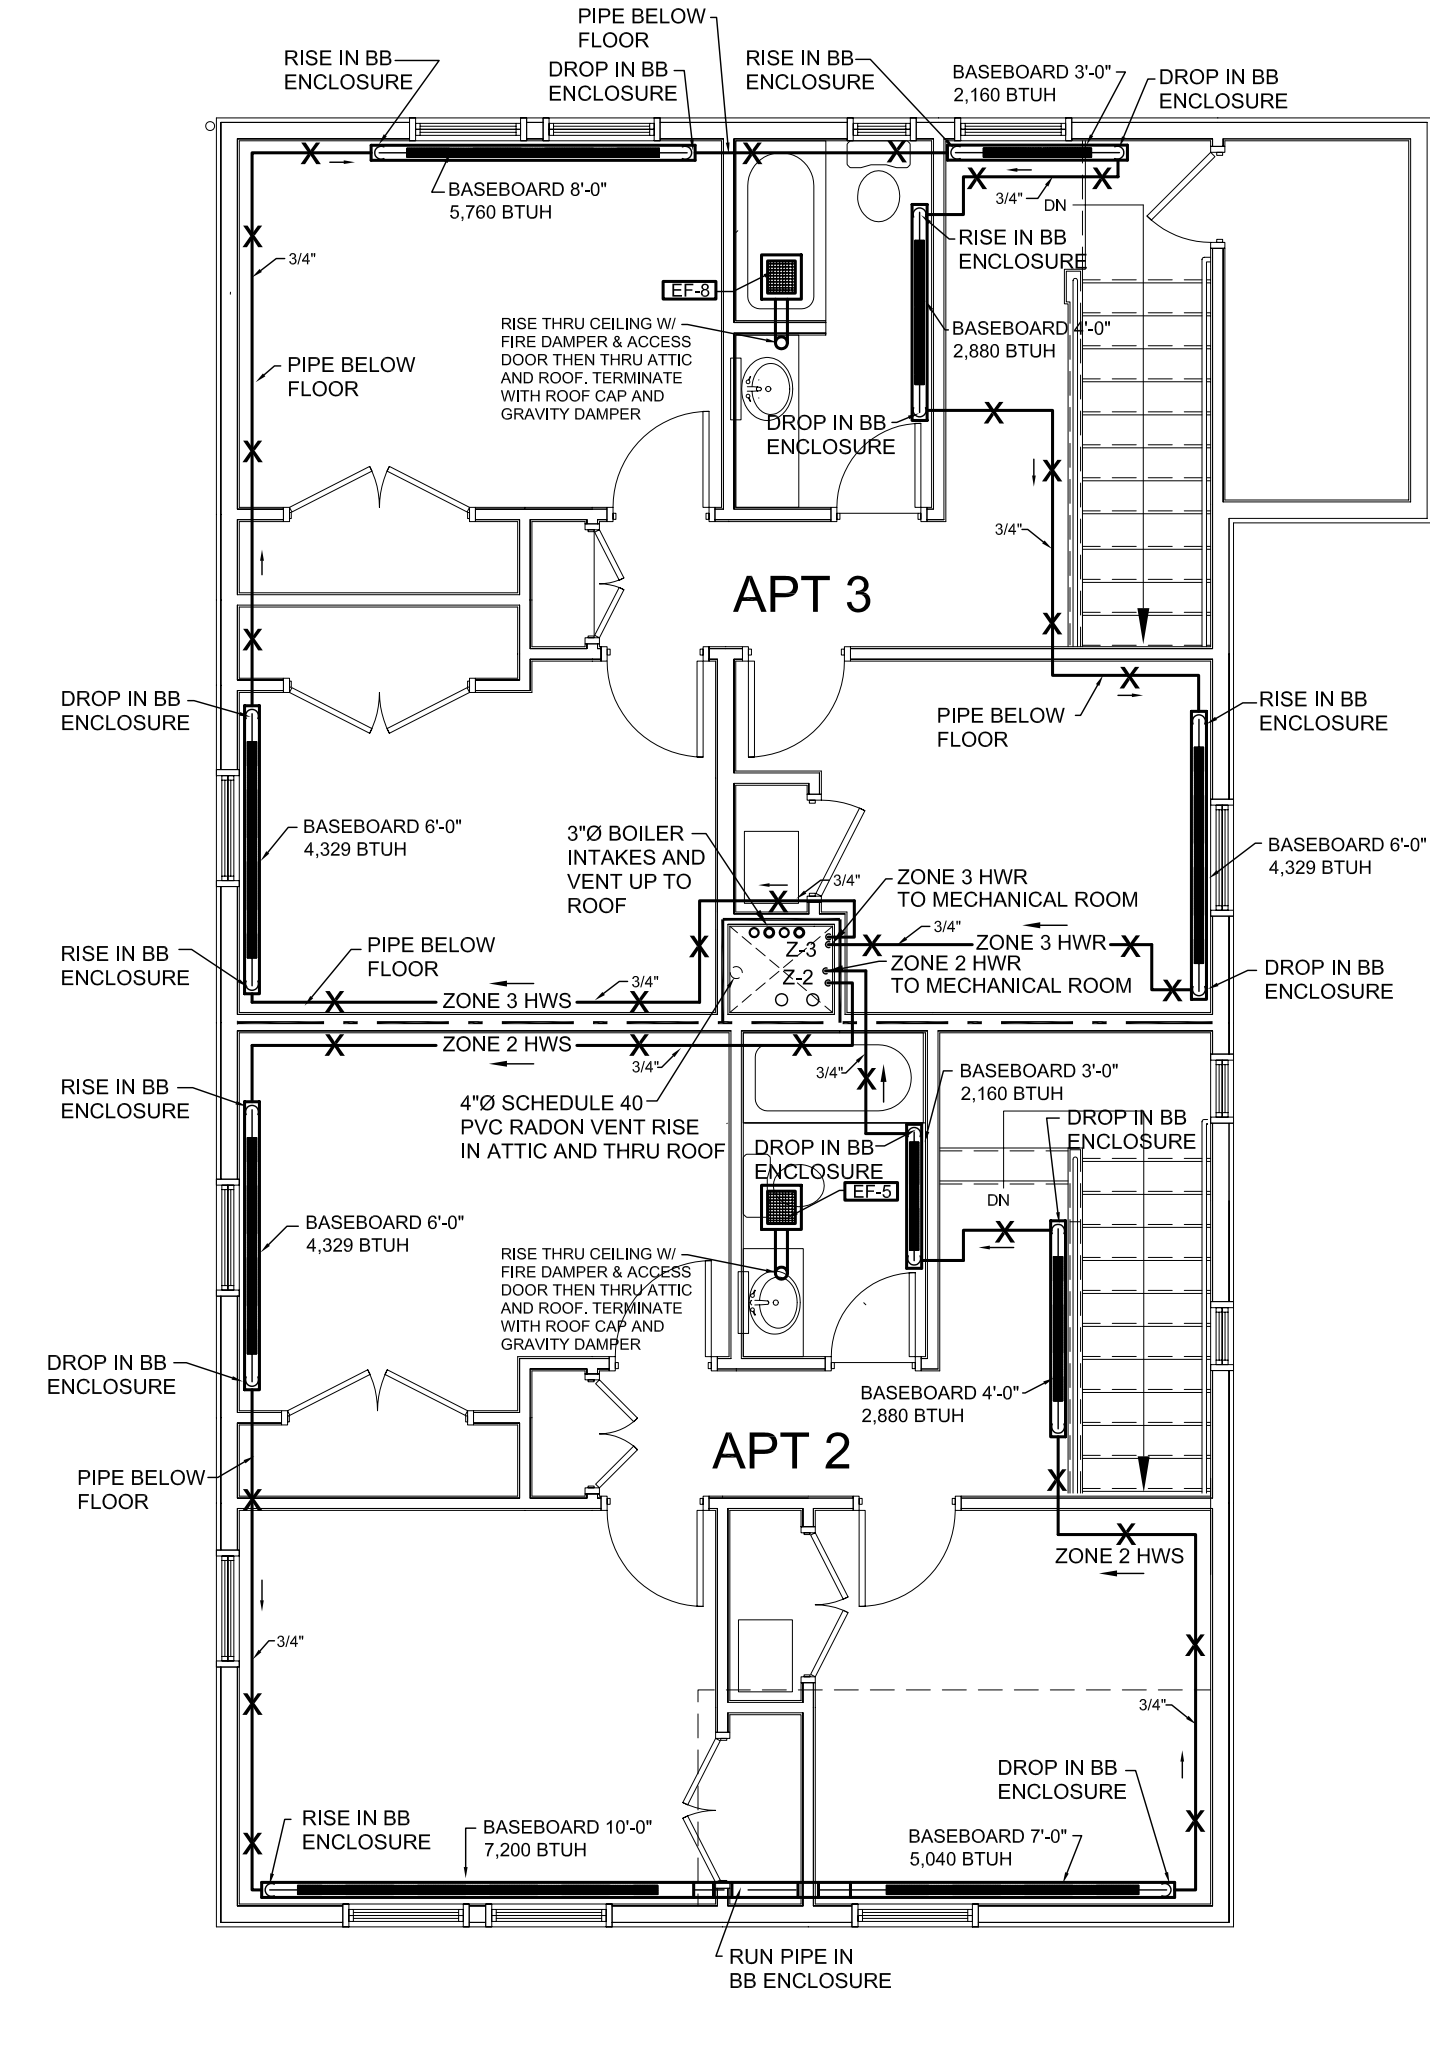 PIPE BELOW
FLOOR
RISE IN BB
ENCLOSURE
DROP IN BB
ENCLOSURE
RISE IN BB
ENCLOSURE
BASEBOARD 3'-0"
2,160 BTUH
DROP IN BB
ENCLOSURE
X
X
X
BASEBOARD 8'-0"
5,760 BTUH
X
X
3/4"
DN
X
3/4"
RISE IN BB
ENCLOSURE
EF-8
RISE THRU CEILING W/
FIRE DAMPER & ACCESS
DOOR THEN THRU ATTIC
AND ROOF. TERMINATE
WITH ROOF CAP AND
GRAVITY DAMPER
BASEBOARD 4'-0"
2,880 BTUH
PIPE BELOW
FLOOR
DROP IN BB
ENCLOSURE
X
X
X
3/4"
APT 3
X
X
X
DROP IN BB
ENCLOSURE
PIPE BELOW
FLOOR
RISE IN BB
ENCLOSURE
BASEBOARD 6'-0"
4,329 BTUH
3"Ø BOILER
INTAKES AND
VENT UP TO
ROOF
BASEBOARD 6'-0"
4,329 BTUH
3/4"
X
ZONE 3 HWR
TO MECHANICAL ROOM
RISE IN BB
ENCLOSURE
PIPE BELOW
FLOOR
X
Z-3
X
3/4"
ZONE 3 HWR
X
ZONE 2 HWR
TO MECHANICAL ROOM
Z-2
DROP IN BB
ENCLOSURE
X
X
ZONE 3 HWS
3/4"
X
X
ZONE 2 HWS
X
3/4"
X
3/4"
X
RISE IN BB
ENCLOSURE
4"Ø SCHEDULE 40
PVC RADON VENT RISE
IN ATTIC AND THRU ROOF
BASEBOARD 3'-0"
2,160 BTUH
DROP IN BB
ENCLOSURE
DROP IN BB
ENCLOSURE
EF-5
DN
X
BASEBOARD 6'-0"
4,329 BTUH
RISE THRU CEILING W/
FIRE DAMPER & ACCESS
DOOR THEN THRU ATTIC
AND ROOF. TERMINATE
WITH ROOF CAP AND
GRAVITY DAMPER
DROP IN BB
ENCLOSURE
BASEBOARD 4'-0"
2,880 BTUH
APT 2
PIPE BELOW
FLOOR
X
X
X
ZONE 2 HWS
3/4"
X
X
3/4"
DROP IN BB
ENCLOSURE
RISE IN BB
ENCLOSURE
X
BASEBOARD 10'-0"
7,200 BTUH
BASEBOARD 7'-0"
5,040 BTUH
X
RUN PIPE IN
BB ENCLOSURE